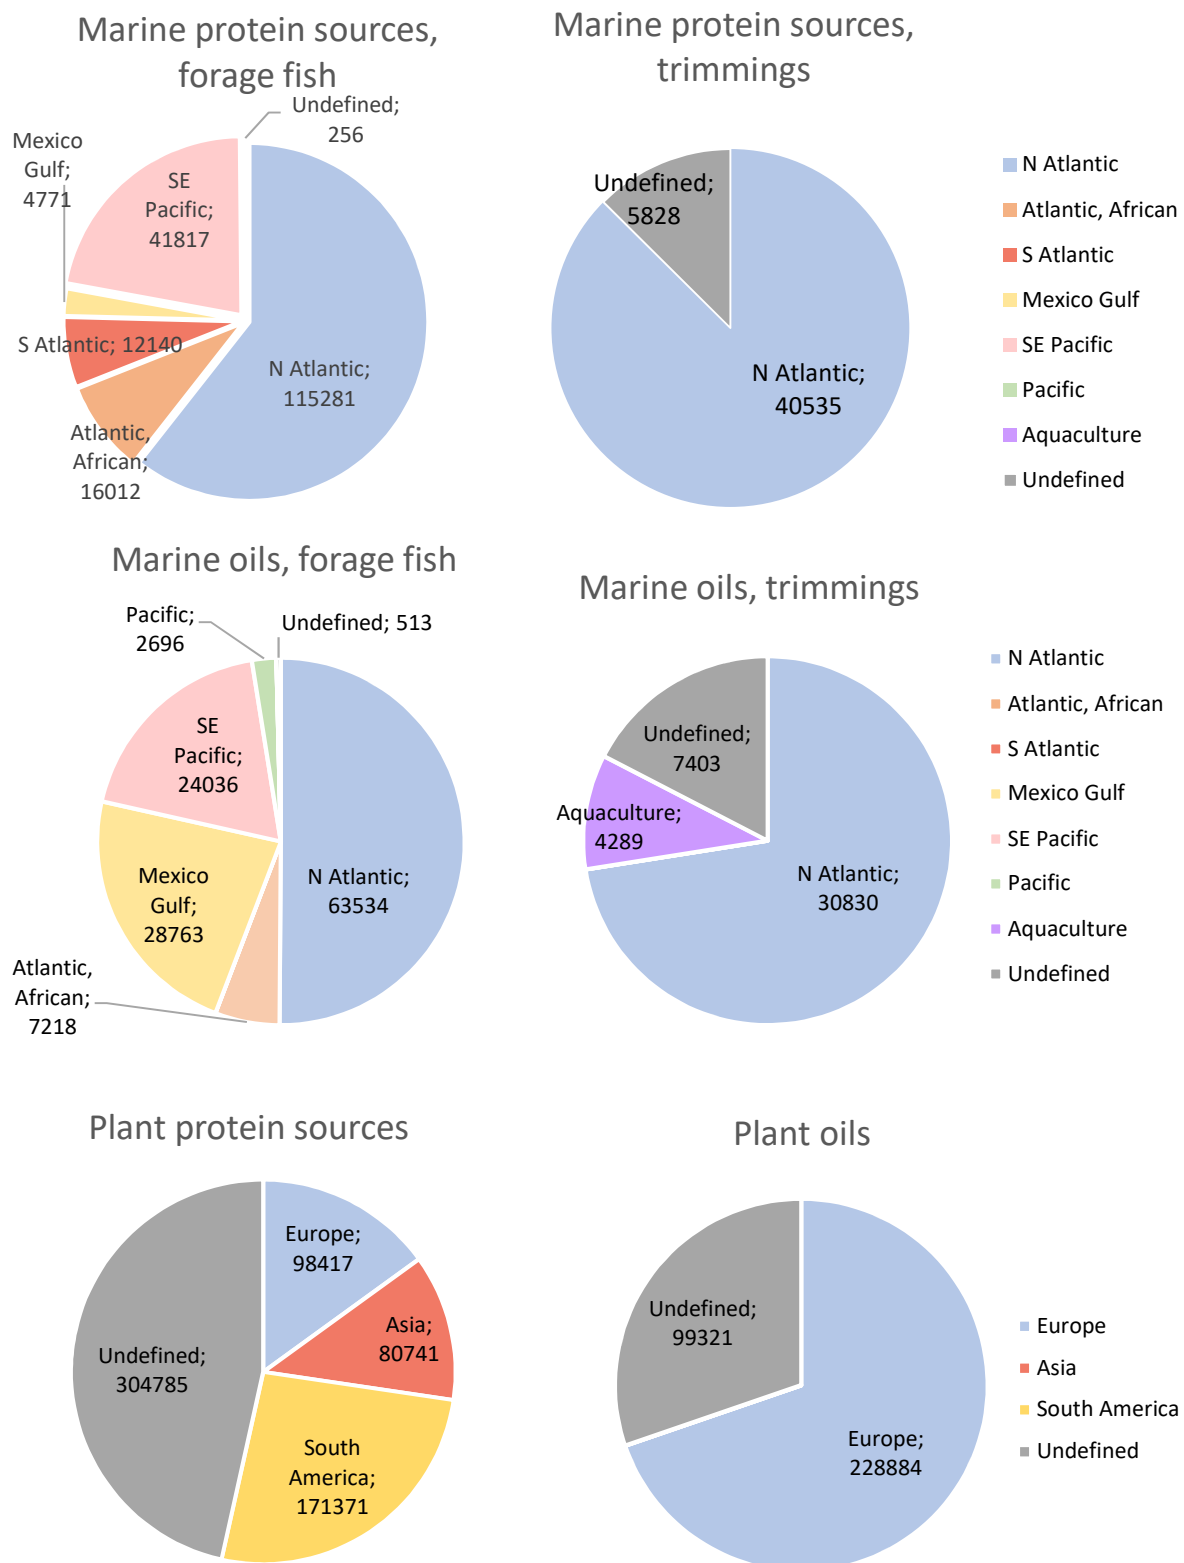 Marine protein sources,
forage fish
Undefined;
256
Mexico
Gulf;
4771
SE
Pacific;
41817
S Atlantic; 12140
N Atlantic;
115281
Atlantic,
African;
16012
Marine protein sources,
trimmings
Undefined;
5828
N Atlantic;
40535
N Atlantic
Atlantic, African
S Atlantic
Mexico Gulf
SE Pacific
Pacific
Aquaculture
Undefined
Marine oils, forage fish
Pacific;
2696
Undefined; 513
SE
Pacific;
24036
Mexico
Gulf;
28763
N Atlantic;
63534
Atlantic,
African;
7218
Marine oils, trimmings
Undefined;
7403
Aquaculture;
4289
N Atlantic;
30830
N Atlantic
Atlantic, African
S Atlantic
Mexico Gulf
SE Pacific
Pacific
Aquaculture
Undefined
Plant protein sources
Europe;
98417
Asia;
80741
Undefined;
304785
South
America;
171371
Plant oils
Undefined;
99321
Europe;
228884
Europe
Asia
South America
Undefined